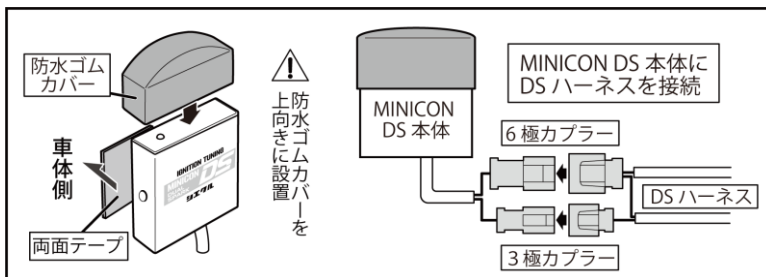 防水ゴム
カバー
車体側
両面テープ
IGNITION TUNING
MINICON
DS
シエクル
防水ゴムカバーを
上向きに設置
MINICON
DS 本体
MINICON DS 本体に
DS ハーネスを接続
6 極カプラー
DS ハーネス
3 極カプラー